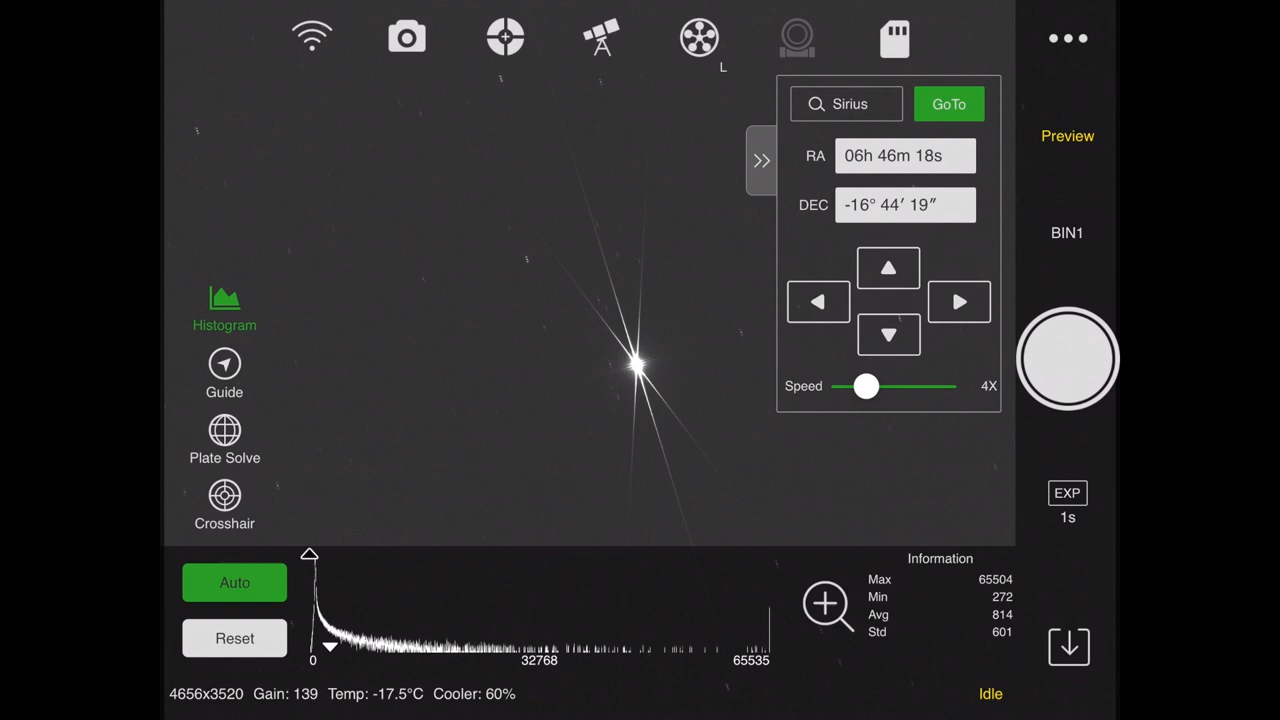 L
Sirius
GoTo
RA 06h 46m 18s
DEC -16° 44′ 19″
Speed 4X
Preview
BIN1
EXP
1s
Histogram
Guide
Plate Solve
Crosshair
Auto
Reset
0 32768 65535
Information
Max 65504
Min 272
Avg 814
Std 601
4656x3520 Gain: 139 Temp: -17.5°C Cooler: 60%
Idle